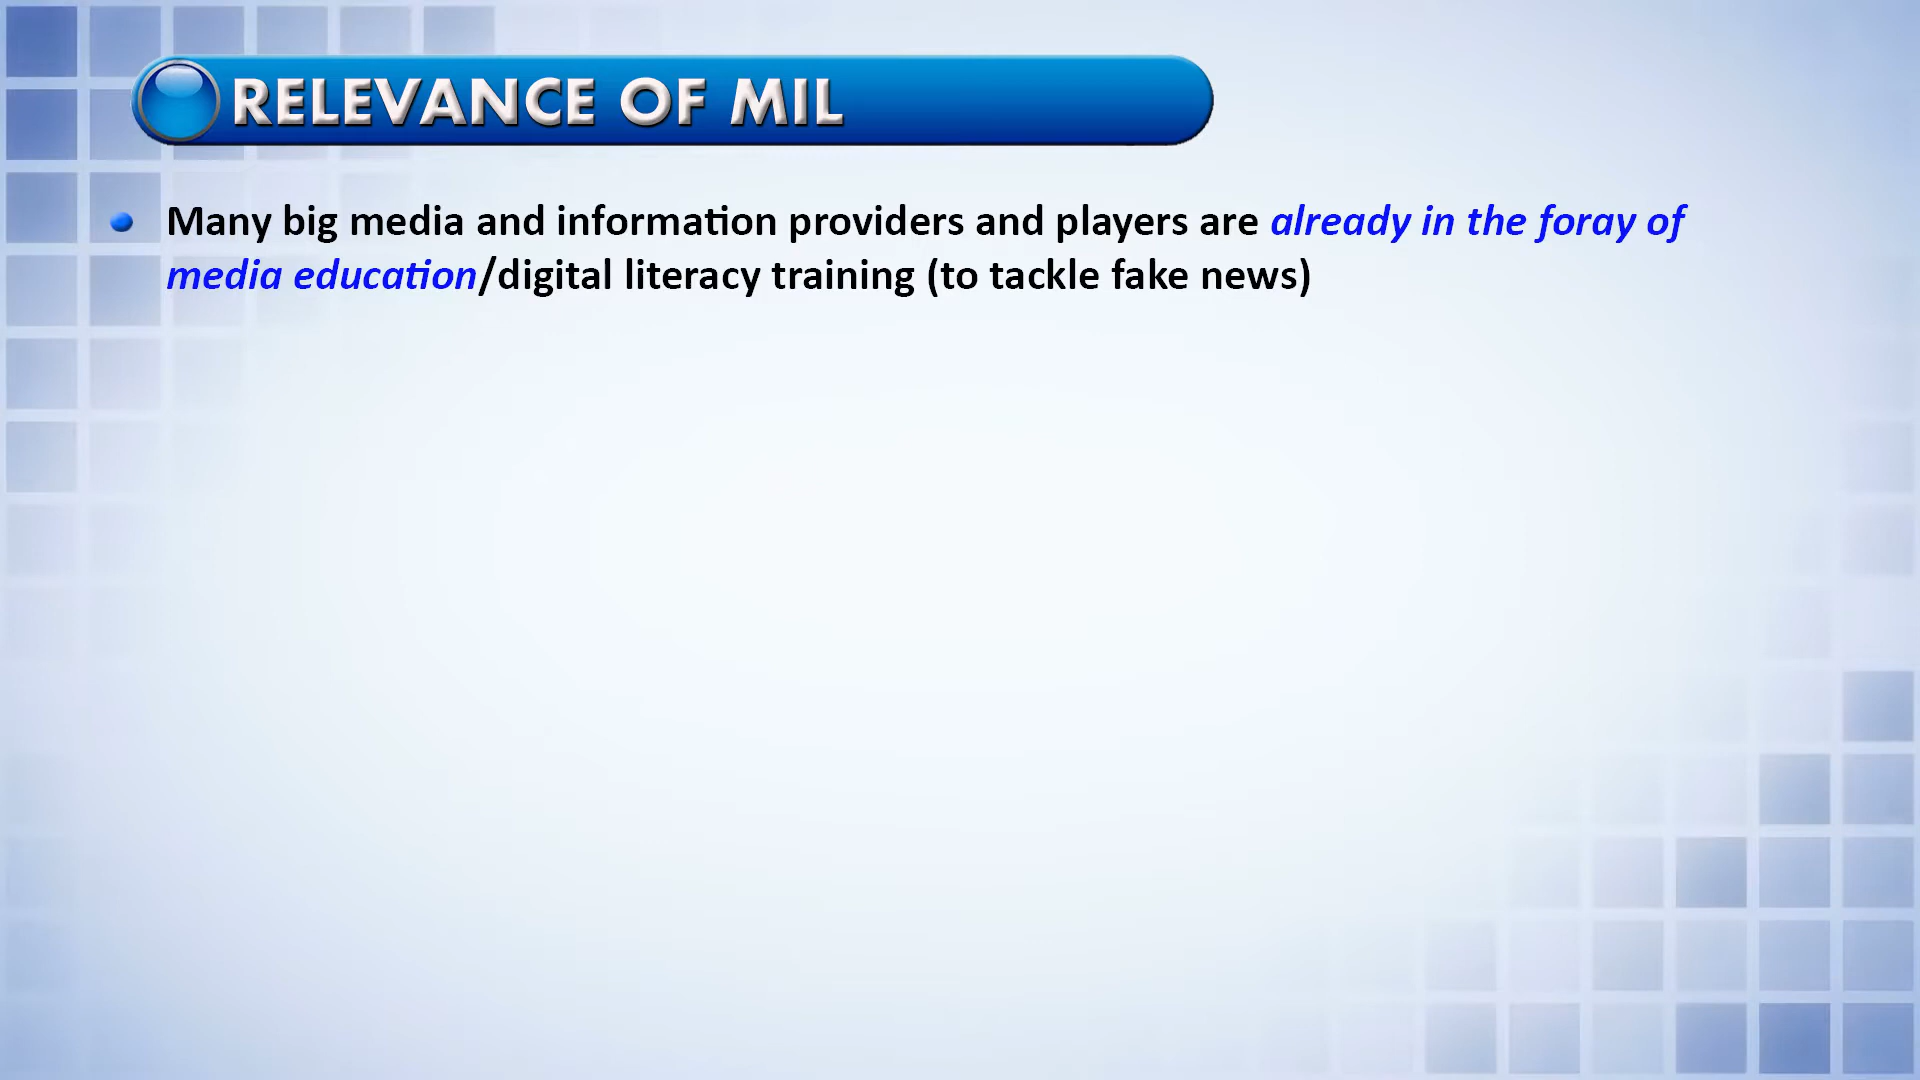 RELEVANCE OF MIL
Many big media and information providers and players are already in the foray of
media education/digital literacy training (to tackle fake news)